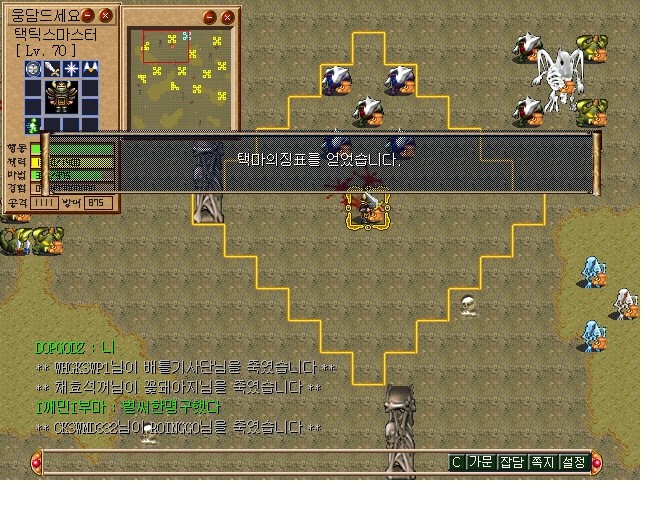 웅담드세요
택틱스마스터
[ Lv. 70 ]
행동
체력
마법
경험
공격 1111 방어 875
택마의징표를 얻었습니다.
DOPGODZ : 니
** WHGKSWP1님이 배틀기사단님을 죽였습니다 **
** 채효석꺼님이 꽃돼아지님을 죽였습니다 **
I깨민I부마 : 벌써한명구했다
** CKSWMD332님이 ROINGGO님을 죽였습니다 **
C 가문 잡담 쪽지 설정